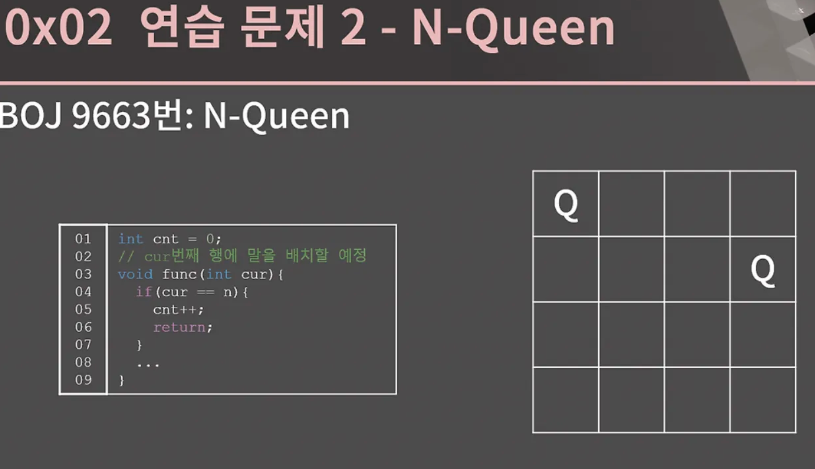 0x02 연습 문제 2 - N-Queen
BOJ 9663번: N-Queen
01 int cnt = 0;
02 // cur번째 행에 말을 배치할 예정
03 void func(int cur){
04 if(cur == n){
05 cnt++;
06 return;
07 }
08 ...
09 }
Q
Q